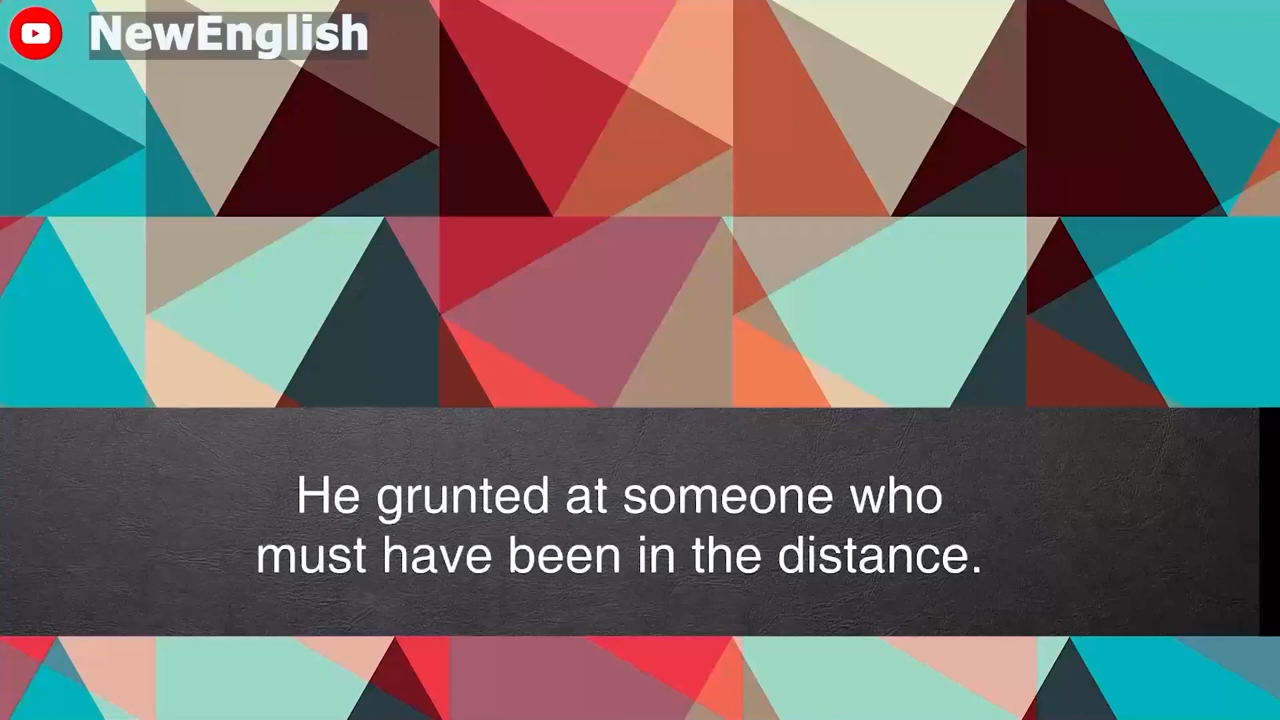 NewEnglish
He grunted at someone who
must have been in the distance.